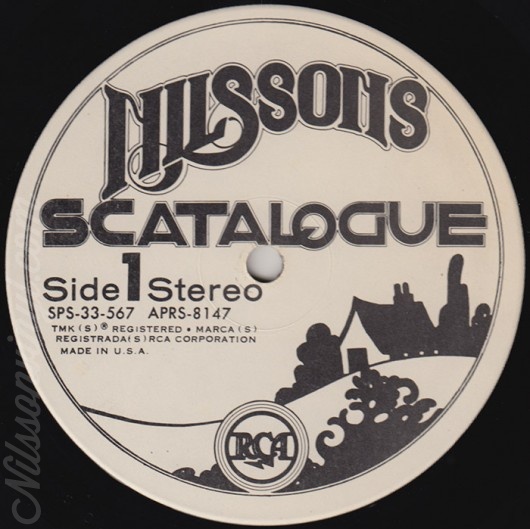 NILSSONS
SCATALOGUE
Side 1 Stereo
SPS-33-567 APRS-8147
TMK(S)® REGISTERED • MARCA(S)
REGISTRADA(S) RCA CORPORATION
MADE IN U.S.A.
RCA